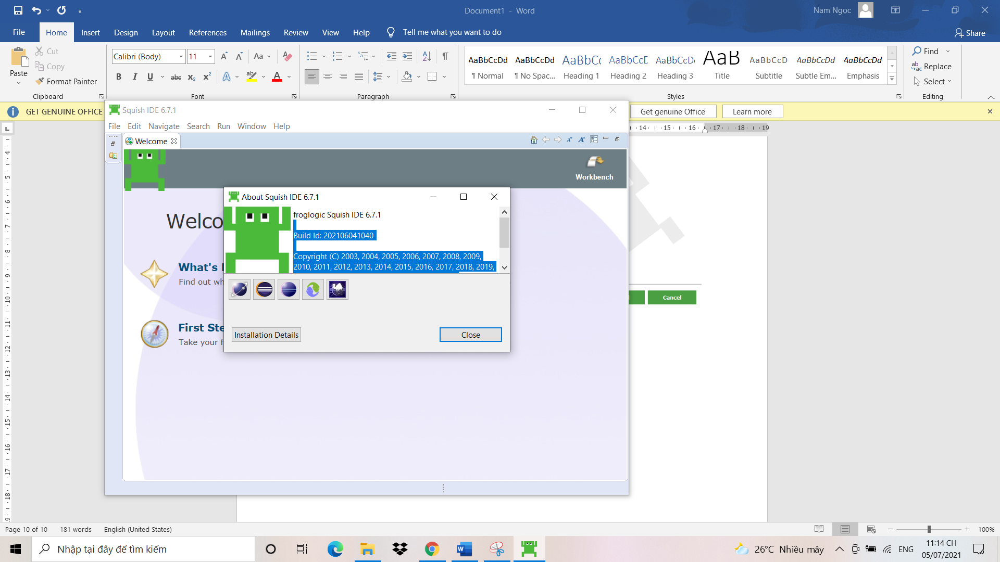 Document1 - Word
Nam Ngọc
File
Home
Insert
Design
Layout
References
Mailings
Review
View
Help
Tell me what you want to do
Share
Paste
Cut
Copy
Format Painter
Clipboard
Calibri (Body)
11
Aa
B I U abc x₂ x²
A
Font
Paragraph
AaBbCcDd
AaBbCcDd
AaBbCc
AaBbCcD
AaBbCcDd
AaB
AaBbCcD
AaBbCcDd
AaBbCcDd
¶ Normal
¶ No Spac...
Heading 1
Heading 2
Heading 3
Title
Subtitle
Subtle Em...
Emphasis
Styles
Find
Replace
Select
Editing
GET GENUINE OFFICE
Get genuine Office
Learn more
Squish IDE 6.7.1
File Edit Navigate Search Run Window Help
Welcome
14 15 16 17 18 19
Workbench
Welco
About Squish IDE 6.7.1
froglogic Squish IDE 6.7.1
Build Id: 202106041040
Copyright (C) 2003, 2004, 2005, 2006, 2007, 2008, 2009,
2010, 2011, 2012, 2013, 2014, 2015, 2016, 2017, 2018, 2019,
What's
Find out wh
First Ste
Take your f
Installation Details
Close
Cancel
4
5
6
7
8
9
10
11
12
13
14
15
16
17
18
Page 10 of 10
181 words
English (United States)
100%
Nhập tại đây để tìm kiếm
26°C Nhiều mây
ENG
11:14 CH
05/07/2021